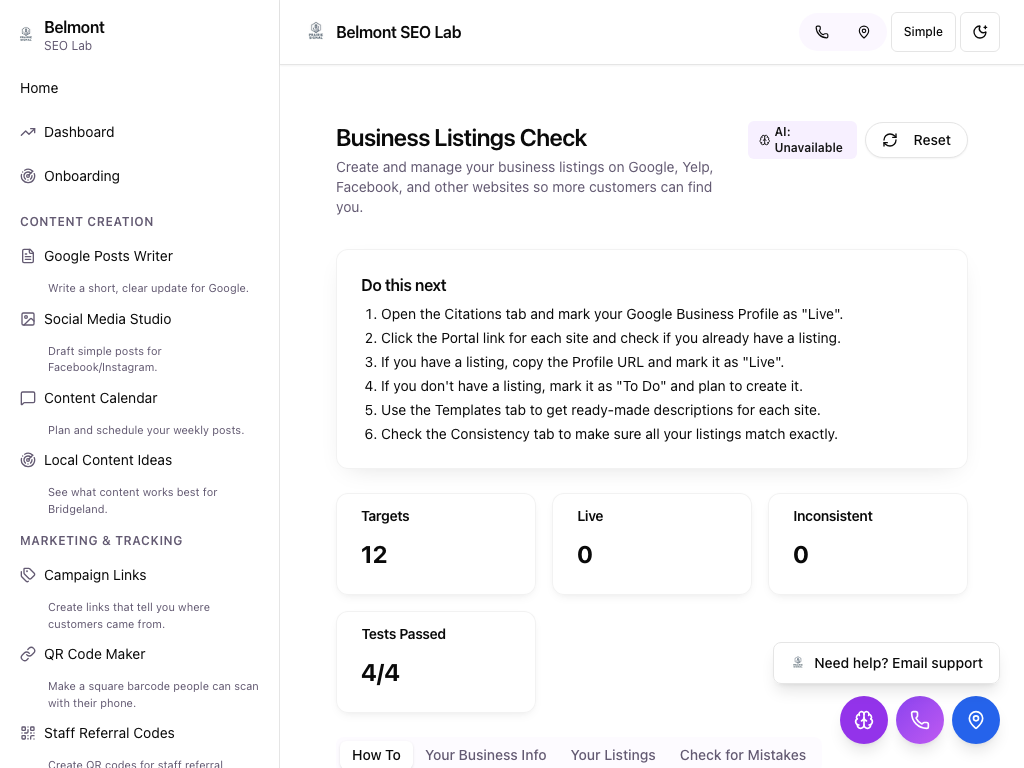 Belmont
SEO Lab
Home
Dashboard
Onboarding
CONTENT CREATION
Google Posts Writer
Write a short, clear update for Google.
Social Media Studio
Draft simple posts for
Facebook/Instagram.
Content Calendar
Plan and schedule your weekly posts.
Local Content Ideas
See what content works best for
Bridgeland.
MARKETING & TRACKING
Campaign Links
Create links that tell you where
customers came from.
QR Code Maker
Make a square barcode people can scan
with their phone.
Staff Referral Codes
Create QR codes for staff referral
Belmont SEO Lab
Simple
Business Listings Check
Create and manage your business listings on Google, Yelp,
Facebook, and other websites so more customers can find
you.
AI:
Unavailable
Reset
Do this next
1. Open the Citations tab and mark your Google Business Profile as "Live".
2. Click the Portal link for each site and check if you already have a listing.
3. If you have a listing, copy the Profile URL and mark it as "Live".
4. If you don't have a listing, mark it as "To Do" and plan to create it.
5. Use the Templates tab to get ready-made descriptions for each site.
6. Check the Consistency tab to make sure all your listings match exactly.
Targets
12
Live
0
Inconsistent
0
Tests Passed
4/4
Need help? Email support
How To
Your Business Info
Your Listings
Check for Mistakes